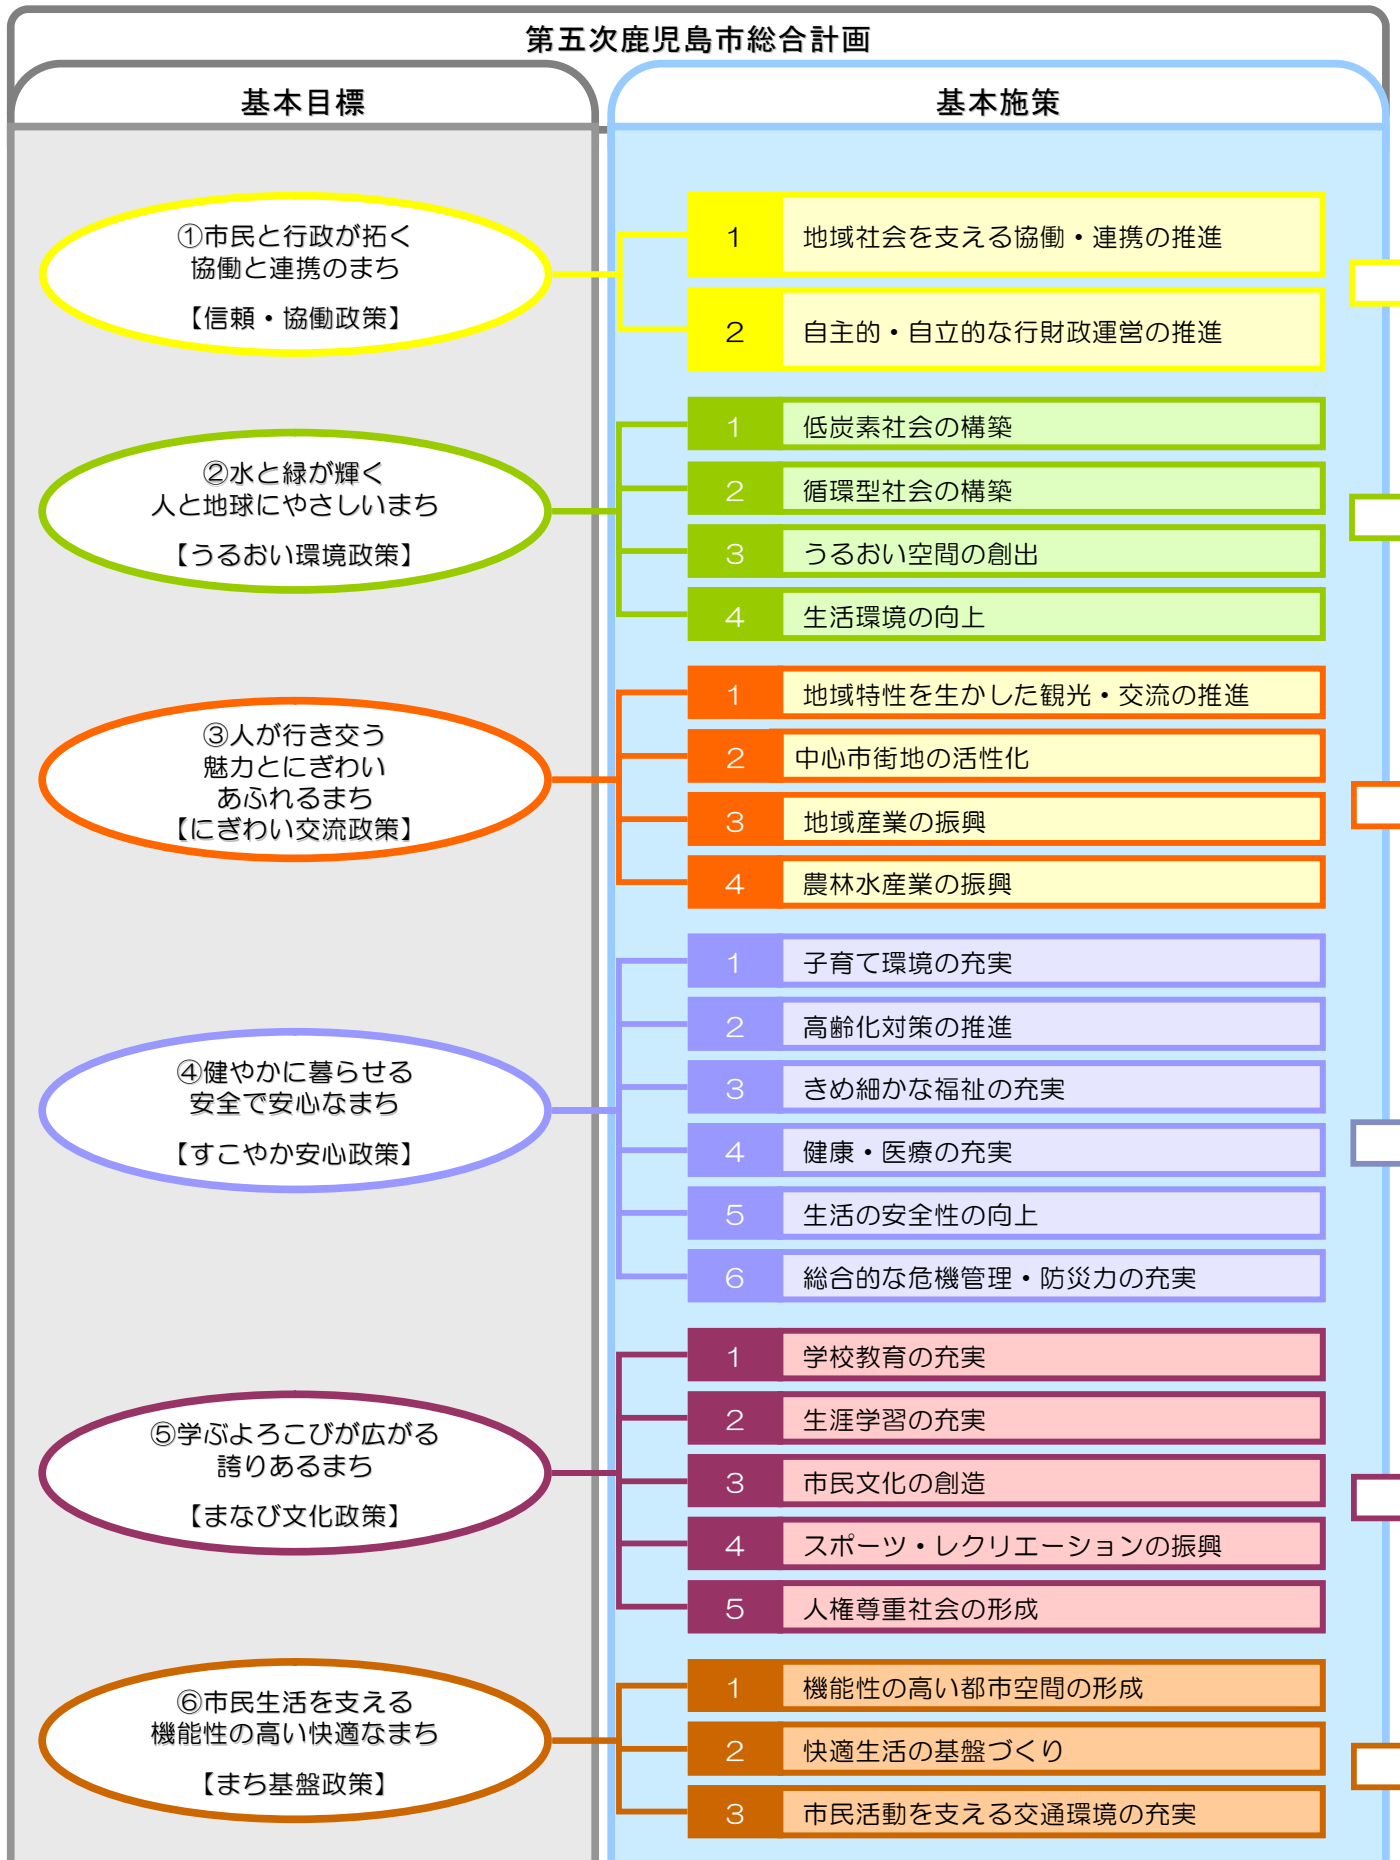 第五次鹿児島市総合計画
基本目標
基本施策
①市民と行政が拓く
協働と連携のまち
【信頼・協働政策】
1 地域社会を支える協働・連携の推進
2 自主的・自立的な行財政運営の推進
②水と緑が輝く
人と地球にやさしいまち
【うるおい環境政策】
1 低炭素社会の構築
2 循環型社会の構築
3 うるおい空間の創出
4 生活環境の向上
③人が行き交う
魅力とにぎわい
あふれるまち
【にぎわい交流政策】
1 地域特性を生かした観光・交流の推進
2 中心市街地の活性化
3 地域産業の振興
4 農林水産業の振興
④健やかに暮らせる
安全で安心なまち
【すこやか安心政策】
1 子育て環境の充実
2 高齢化対策の推進
3 きめ細かな福祉の充実
4 健康・医療の充実
5 生活の安全性の向上
6 総合的な危機管理・防災力の充実
⑤学ぶよろこびが広がる
誇りあるまち
【まなび文化政策】
1 学校教育の充実
2 生涯学習の充実
3 市民文化の創造
4 スポーツ・レクリエーションの振興
5 人権尊重社会の形成
⑥市民生活を支える
機能性の高い快適なまち
【まち基盤政策】
1 機能性の高い都市空間の形成
2 快適生活の基盤づくり
3 市民活動を支える交通環境の充実